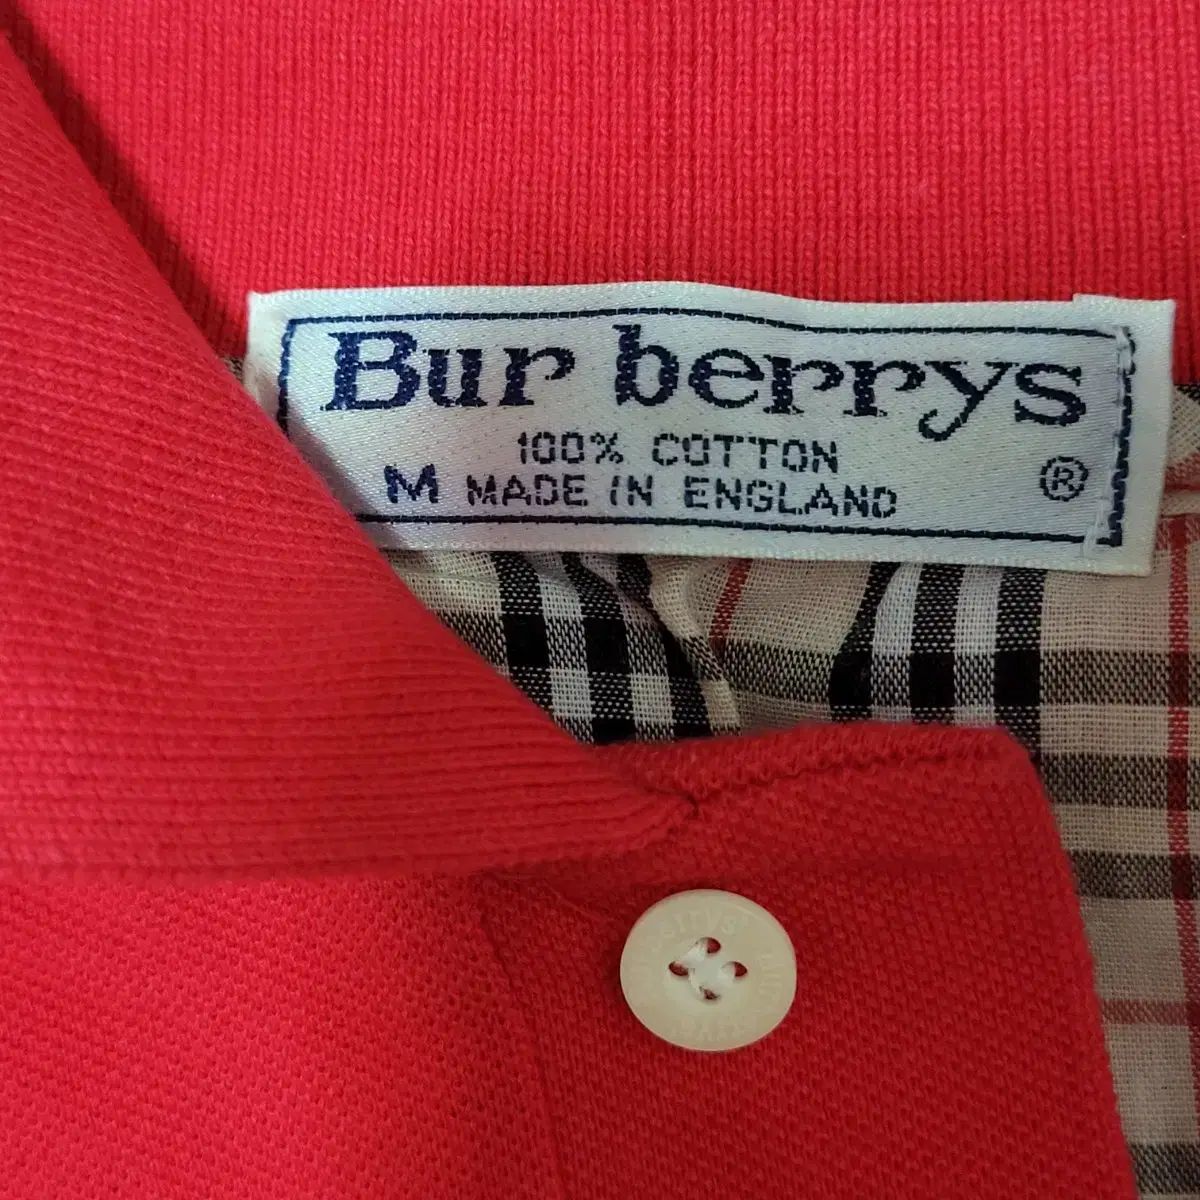 Bur berrys
100% COTTON
M MADE IN ENGLAND ®